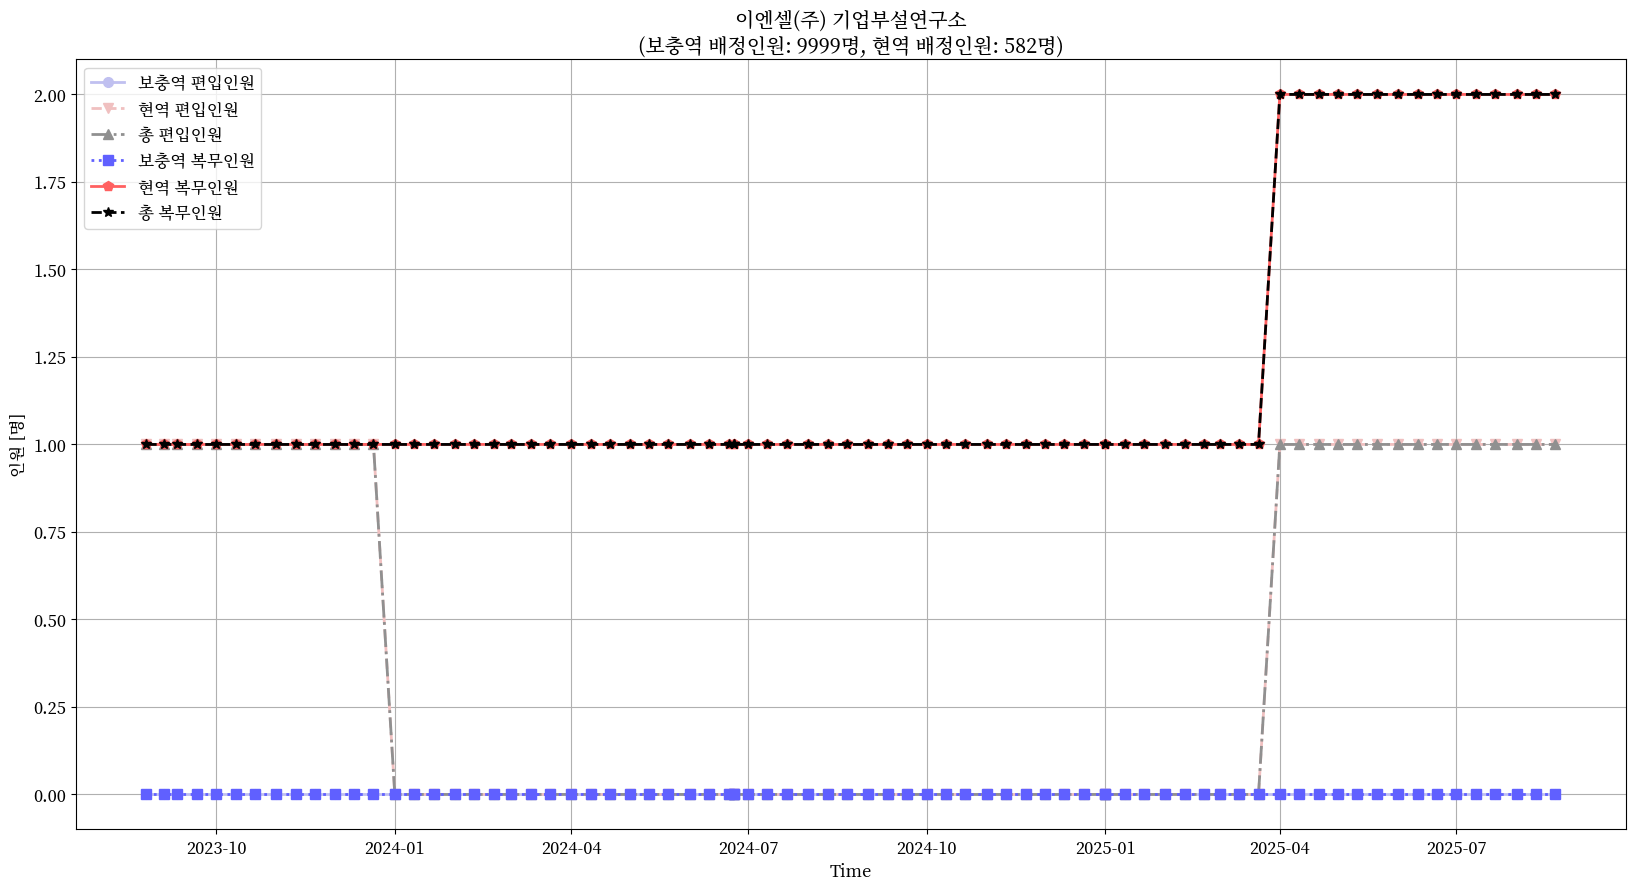 이엔셀(주) 기업부설연구소
(보충역 배정인원: 9999명, 현역 배정인원: 582명)
보충역 편입인원
현역 편입인원
총 편입인원
보충역 복무인원
현역 복무인원
총 복무인원
2.00
1.75
1.50
1.25
1.00
0.75
0.50
0.25
0.00
인원 [명]
2023-10
2024-01
2024-04
2024-07
2024-10
2025-01
2025-04
2025-07
Time